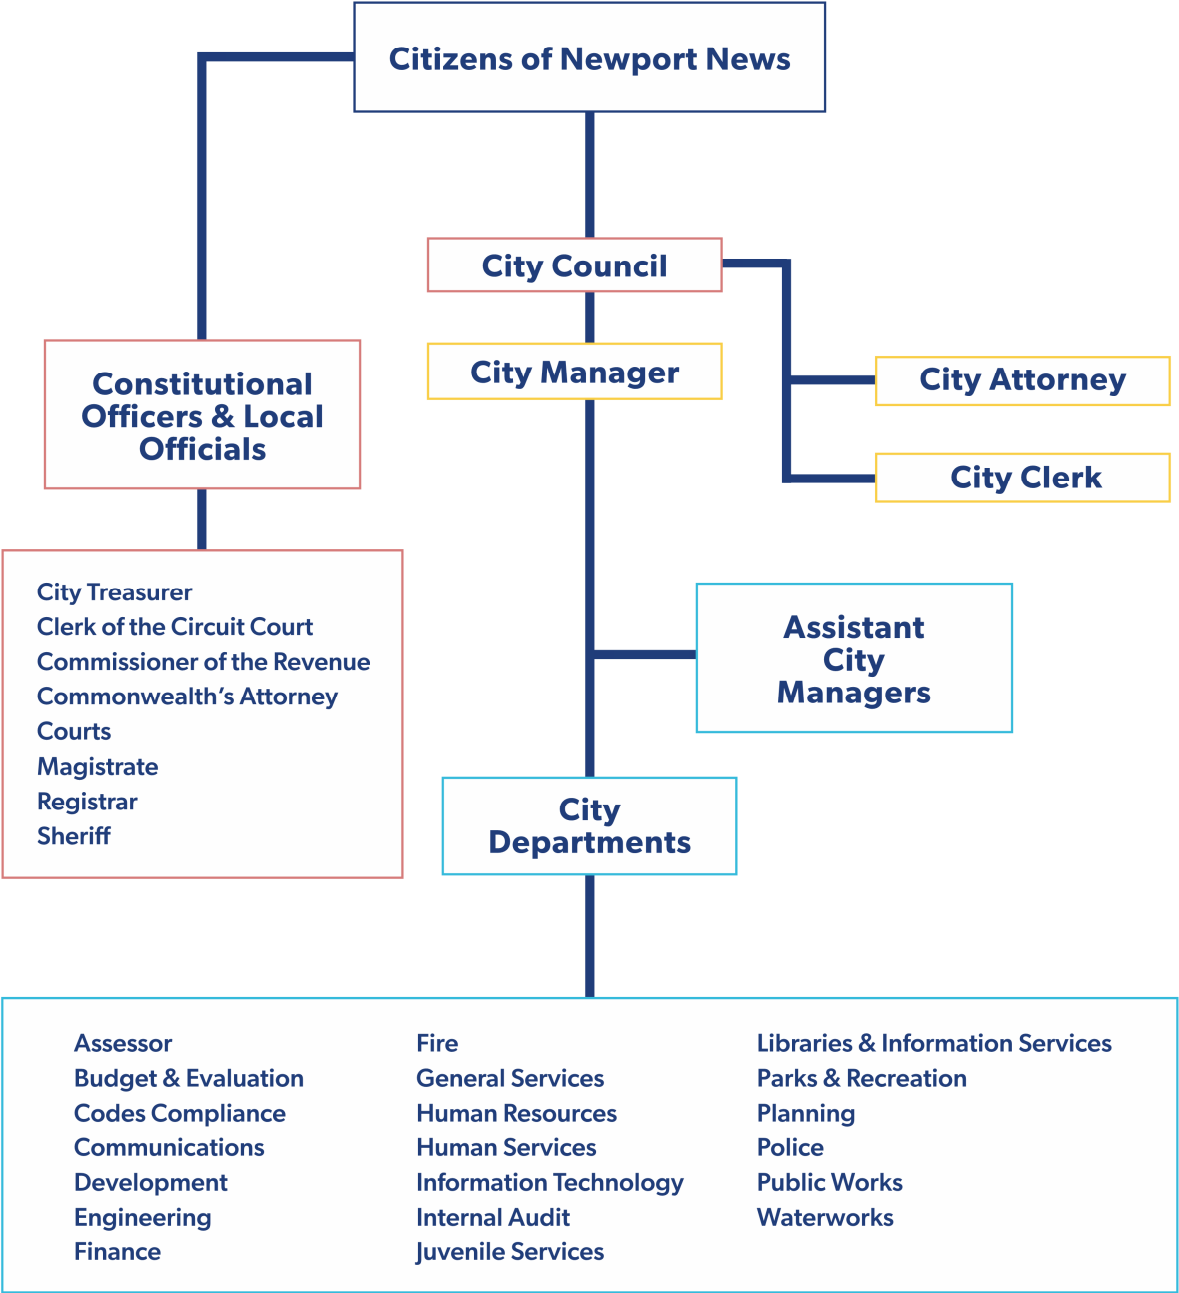 Citizens of Newport News
City Council
City Manager
City Attorney
City Clerk
Constitutional
Officers & Local
Officials
City Treasurer
Clerk of the Circuit Court
Commissioner of the Revenue
Commonwealth’s Attorney
Courts
Magistrate
Registrar
Sheriff
Assistant
City
Managers
City
Departments
Assessor
Budget & Evaluation
Codes Compliance
Communications
Development
Engineering
Finance
Fire
General Services
Human Resources
Human Services
Information Technology
Internal Audit
Juvenile Services
Libraries & Information Services
Parks & Recreation
Planning
Police
Public Works
Waterworks